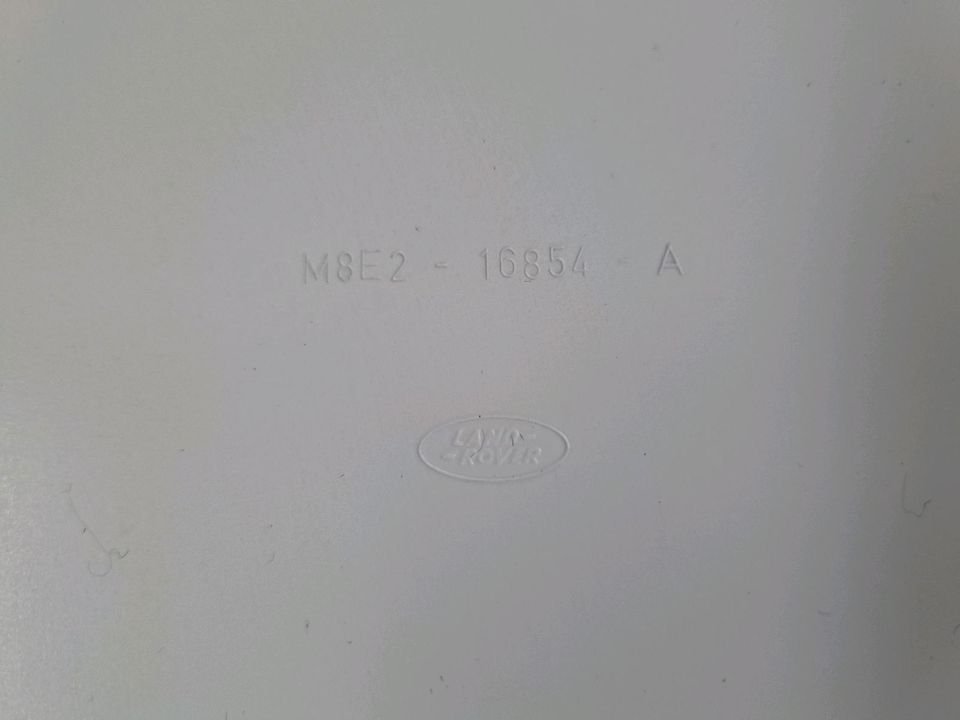 M8E2 - 16854 - A
LAND-
-ROVER